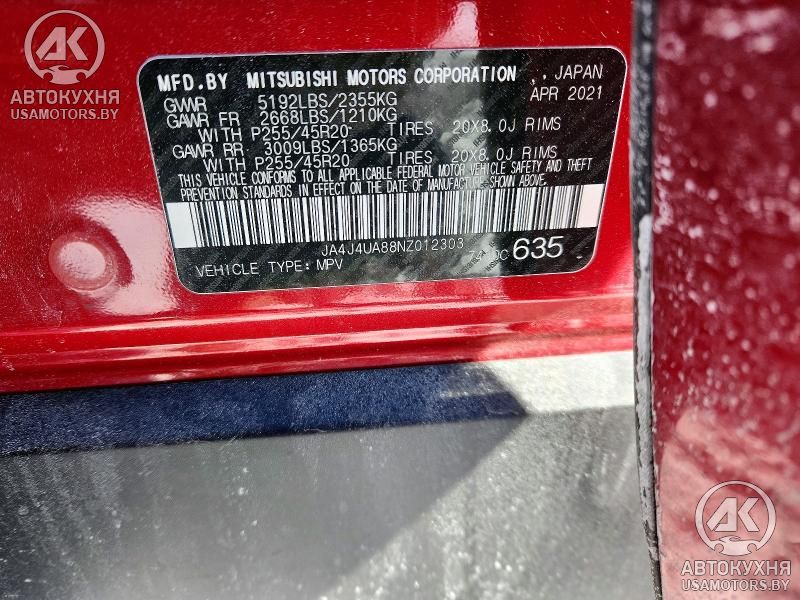 AK
АВТОКУХНЯ
USAMOTORS.BY
MFD.BY MITSUBISHI MOTORS CORPORATION , , JAPAN
GVWR 5192LBS/2355KG APR 2021
GAWR FR 2668LBS/1210KG
WITH P255/45R20 TIRES 20X8.0J RIMS
GAWR RR 3009LBS/1365KG
WITH P255/45R20 TIRES 20X8.0J RIMS
THIS VEHICLE CONFORMS TO ALL APPLICABLE FEDERAL MOTOR VEHICLE SAFETY AND THEFT
PREVENTION STANDARDS IN EFFECT ON THE DATE OF MANUFACTURE SHOWN ABOVE.
JA4J4UA88NZ012303
VEHICLE TYPE: MPV 635
AK
АВТОКУХНЯ
USAMOTORS.BY